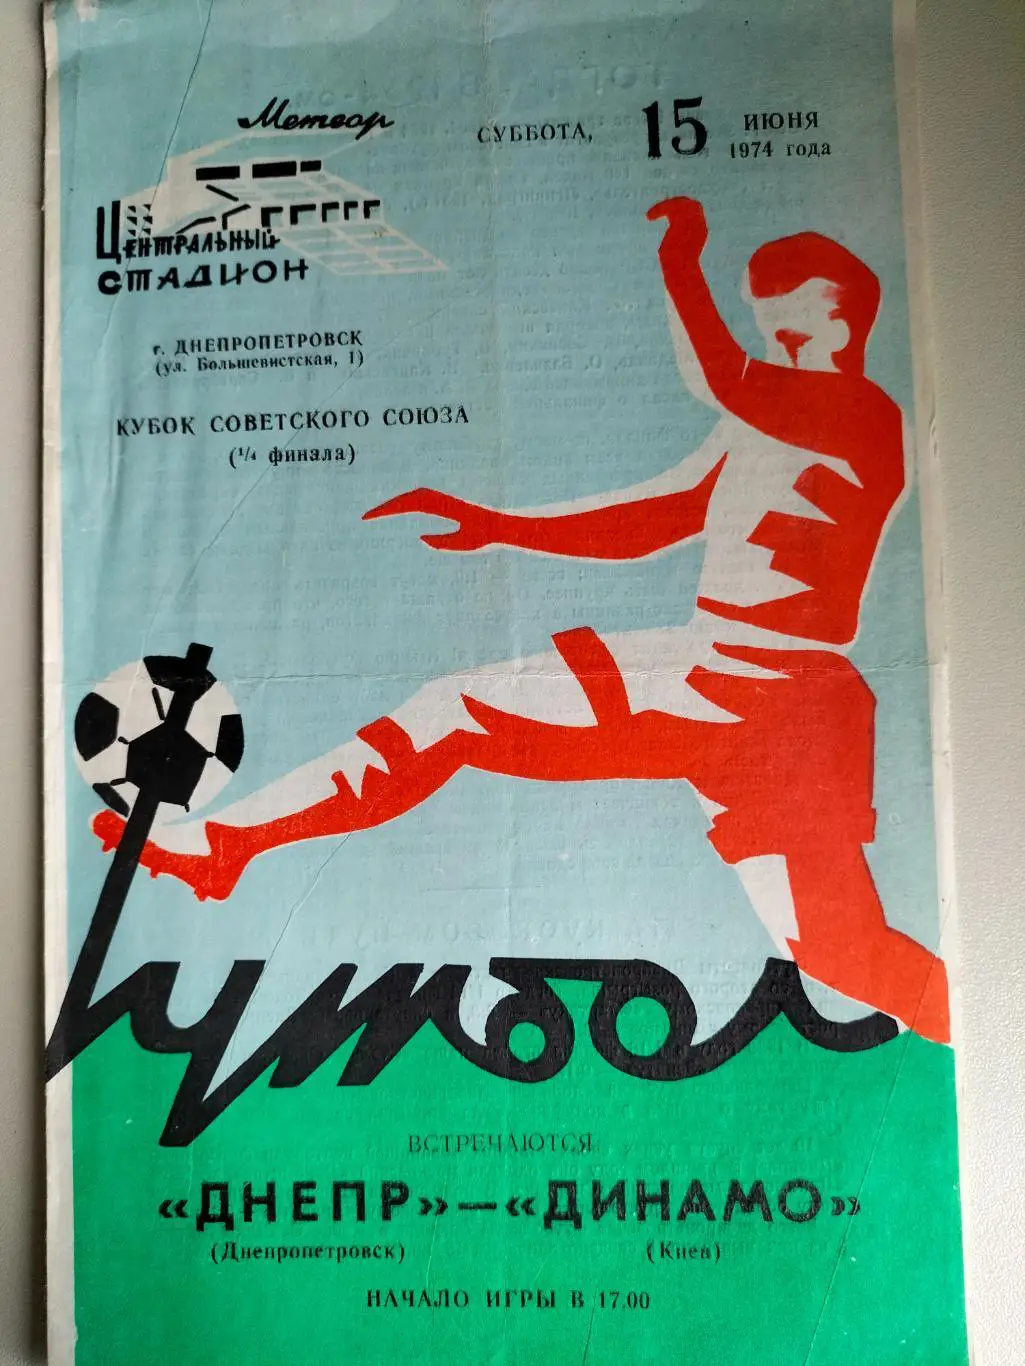 Метеор
Центральный
стадион
СУББОТА, 15 ИЮНЯ
1974 года
г. ДНЕПРОПЕТРОВСК
(ул. Большевистская, 1)
КУБОК СОВЕТСКОГО СОЮЗА
(1/4 финала)
Футбол
ВСТРЕЧАЮТСЯ
«ДНЕПР»—«ДИНАМО»
(Днепропетровск) (Киев)
НАЧАЛО ИГРЫ В 17.00